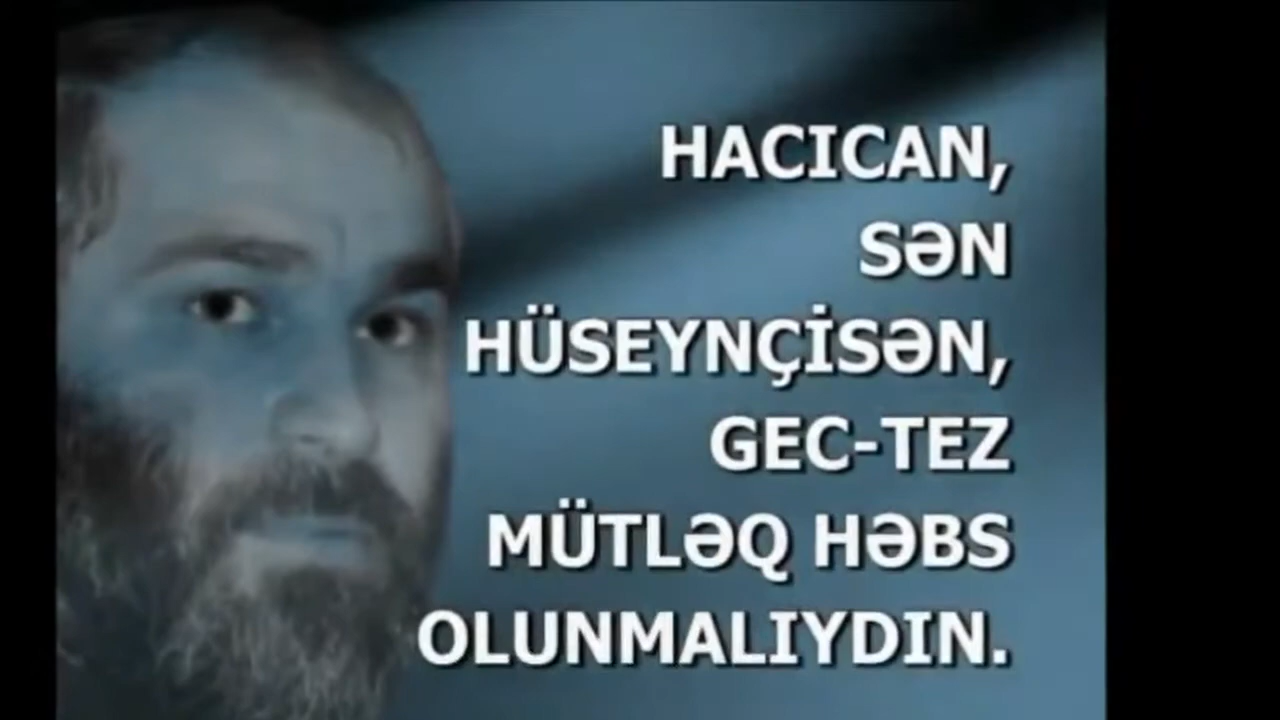 HACICAN,
SƏN
HÜSEYNÇİSƏN,
GEC-TEZ
MÜTLƏQ HƏBS
OLUNMALIYDIN.